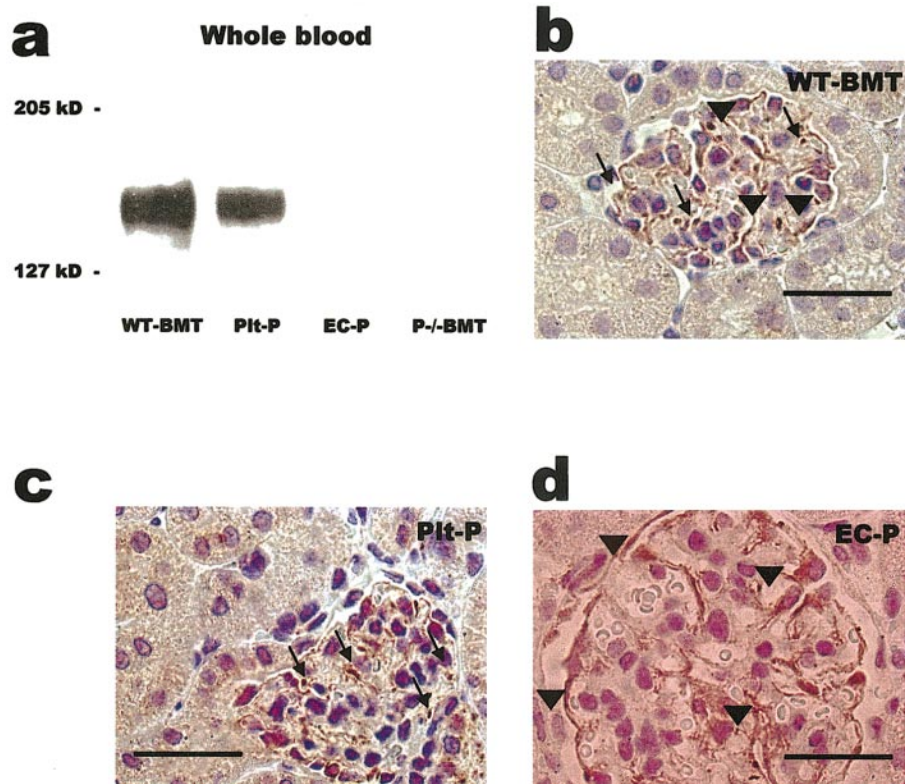 a
Whole blood
205 kD -
127 kD -
WT-BMT Plt-P EC-P P-/-BMT
b
WT-BMT
c
Plt-P
d
EC-P